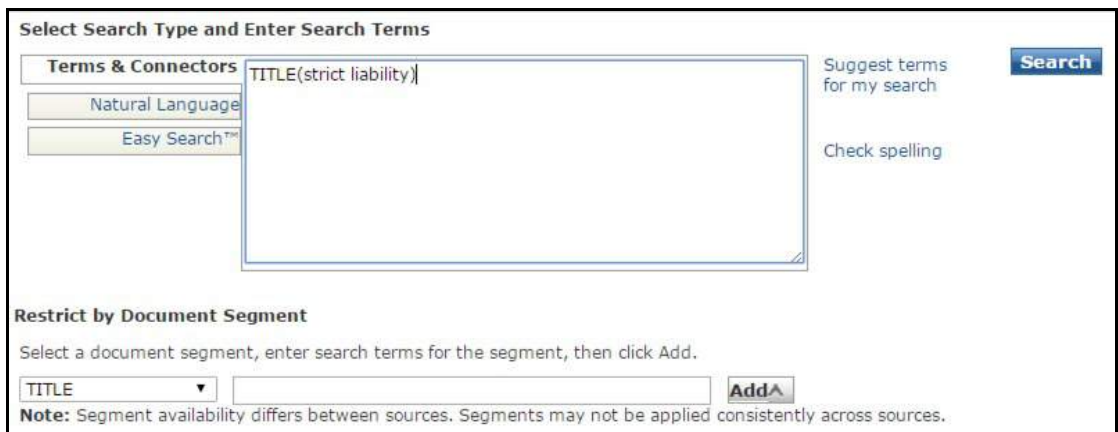 Select Search Type and Enter Search Terms
Terms & Connectors
TITLE(strict liability)
Suggest terms
for my search
Search
Natural Language
Easy Search™
Check spelling
Restrict by Document Segment
Select a document segment, enter search terms for the segment, then click Add.
TITLE
Add
Note: Segment availability differs between sources. Segments may not be applied consistently across sources.